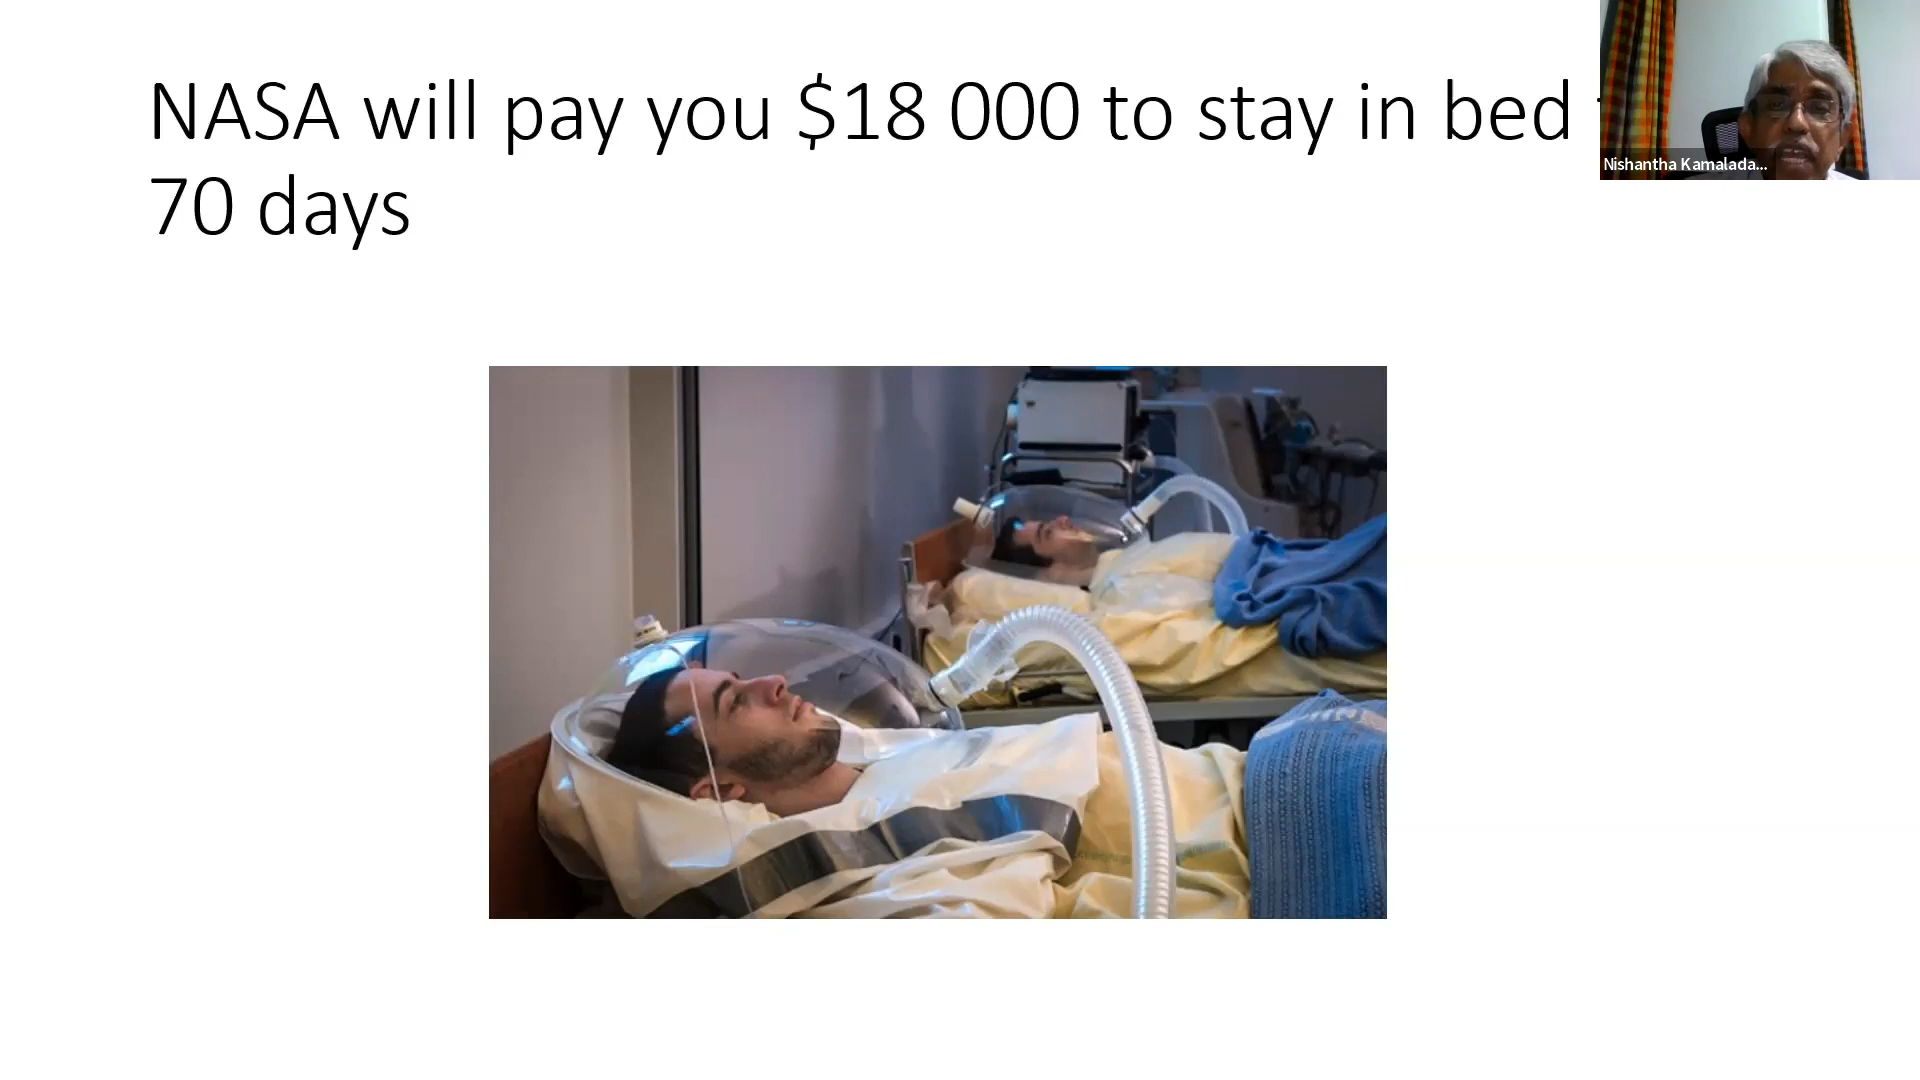 NASA will pay you $18 000 to stay in bed
70 days
Nishantha Kamalada...